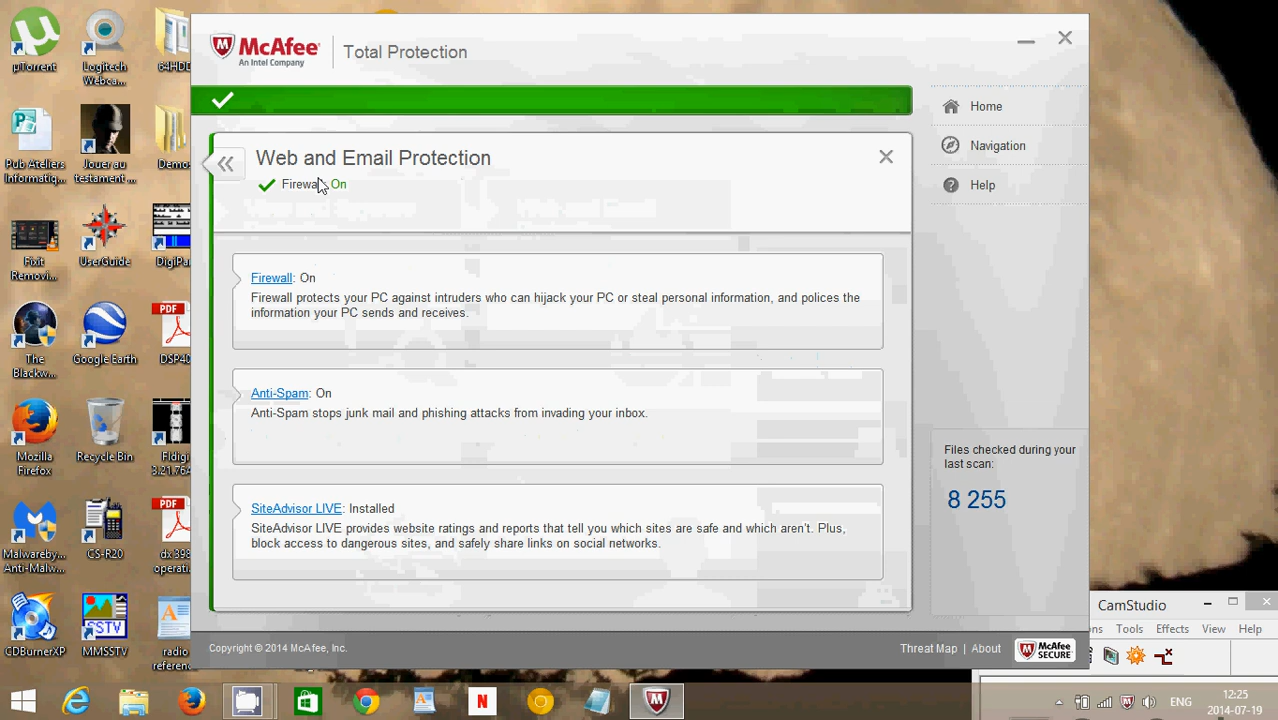 µTorrent
Logitech
Webca...
64HDD
McAfee
An Intel Company
Total Protection
Home
Navigation
Help
Web and Email Protection
Firewall: On
Firewall: On
Firewall protects your PC against intruders who can hijack your PC or steal personal information, and polices the
information your PC sends and receives.
Anti-Spam: On
Anti-Spam stops junk mail and phishing attacks from invading your inbox.
SiteAdvisor LIVE: Installed
SiteAdvisor LIVE provides website ratings and reports that tell you which sites are safe and which aren't. Plus,
block access to dangerous sites, and safely share links on social networks.
Files checked during your
last scan:
8 255
Copyright © 2014 McAfee, Inc.
Threat Map | About
McAfee
SECURE
Pub Ateliers
Informatiq...
Jouer au
testament ...
Demos
Fixit
Removi...
UserGuide
DigiPan
The
Blackw...
Google Earth
PDF
DSP40
Mozilla
Firefox
Recycle Bin
Fldigi
3.21.76
Malwareby...
Anti-Malw...
CS-R20
PDF
dx 398
operati
CDBurnerXP
SSTV
MMSSTV
radio
reference
CamStudio
ns Tools Effects View Help
N
ENG
12:25
2014-07-19